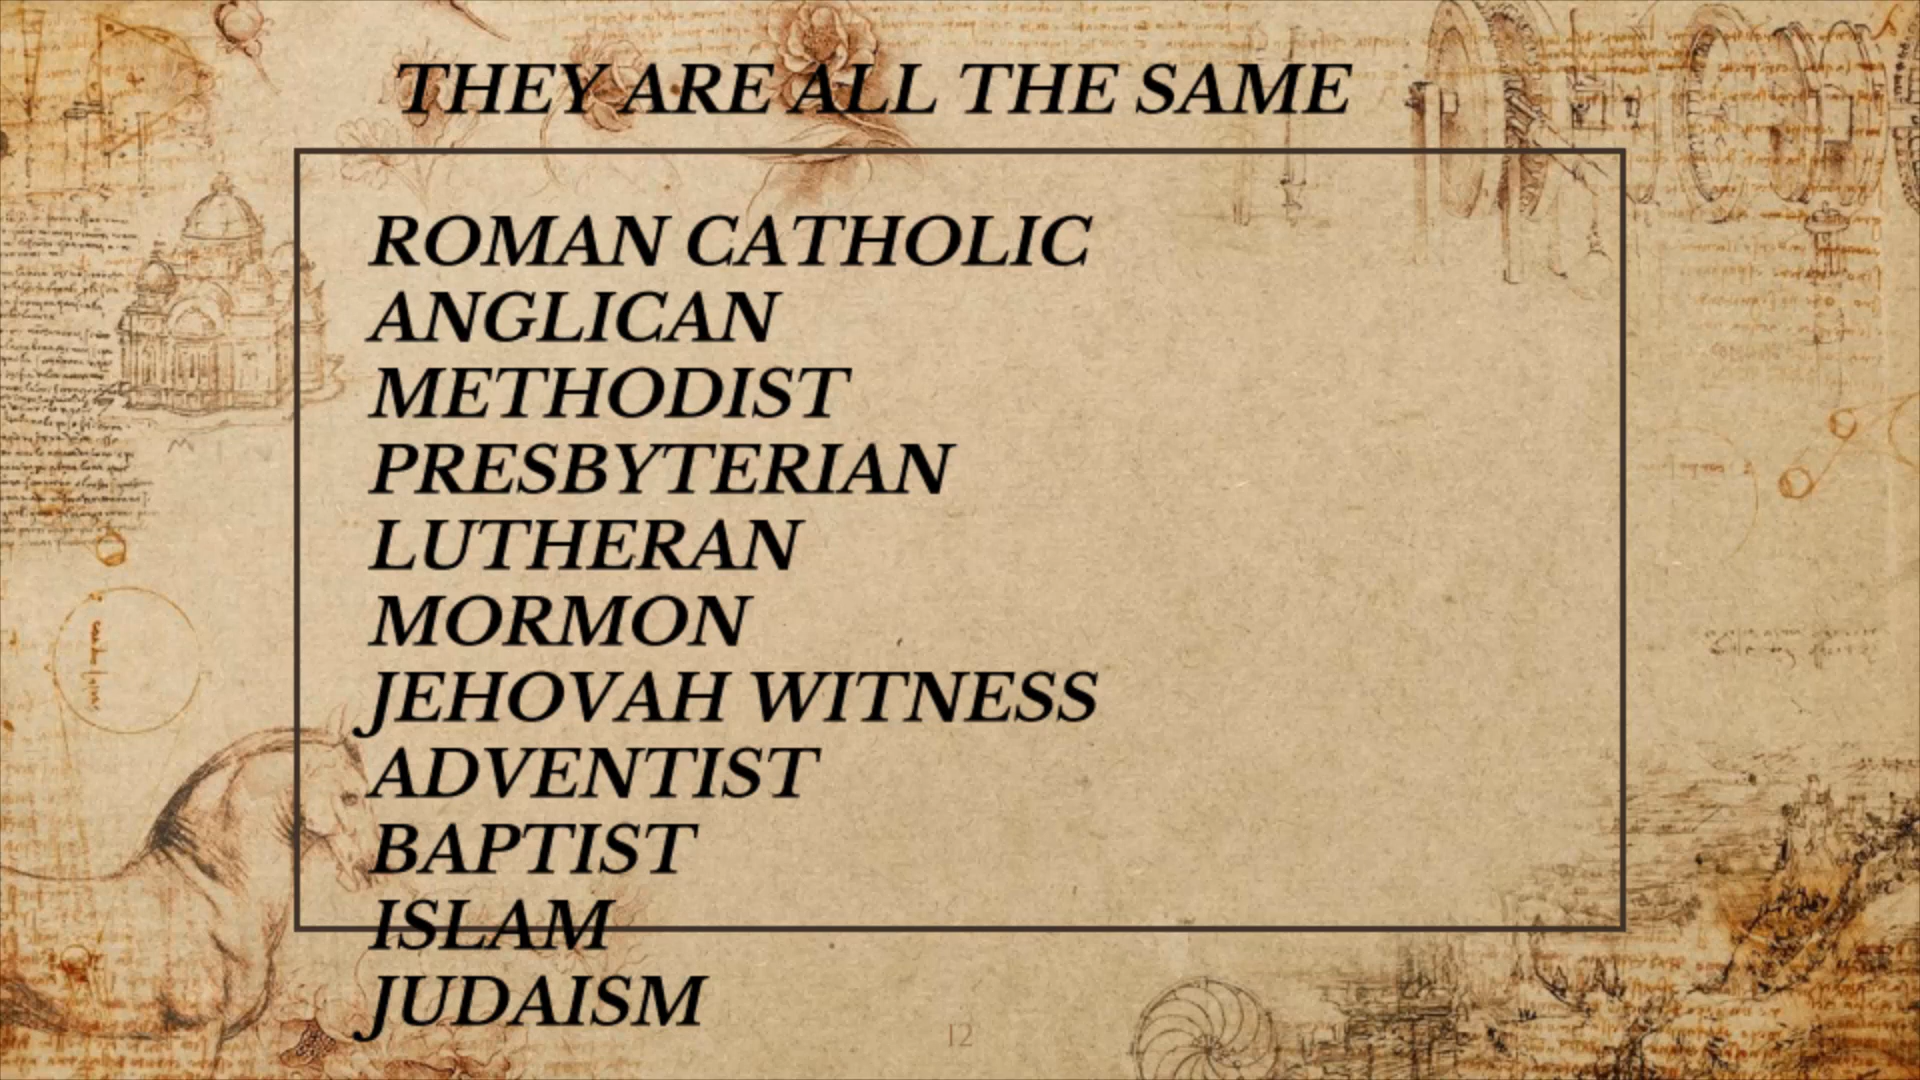 THEY ARE ALL THE SAME
ROMAN CATHOLIC
ANGLICAN
METHODIST
PRESBYTERIAN
LUTHERAN
MORMON
JEHOVAH WITNESS
ADVENTIST
BAPTIST
ISLAM
JUDAISM
12